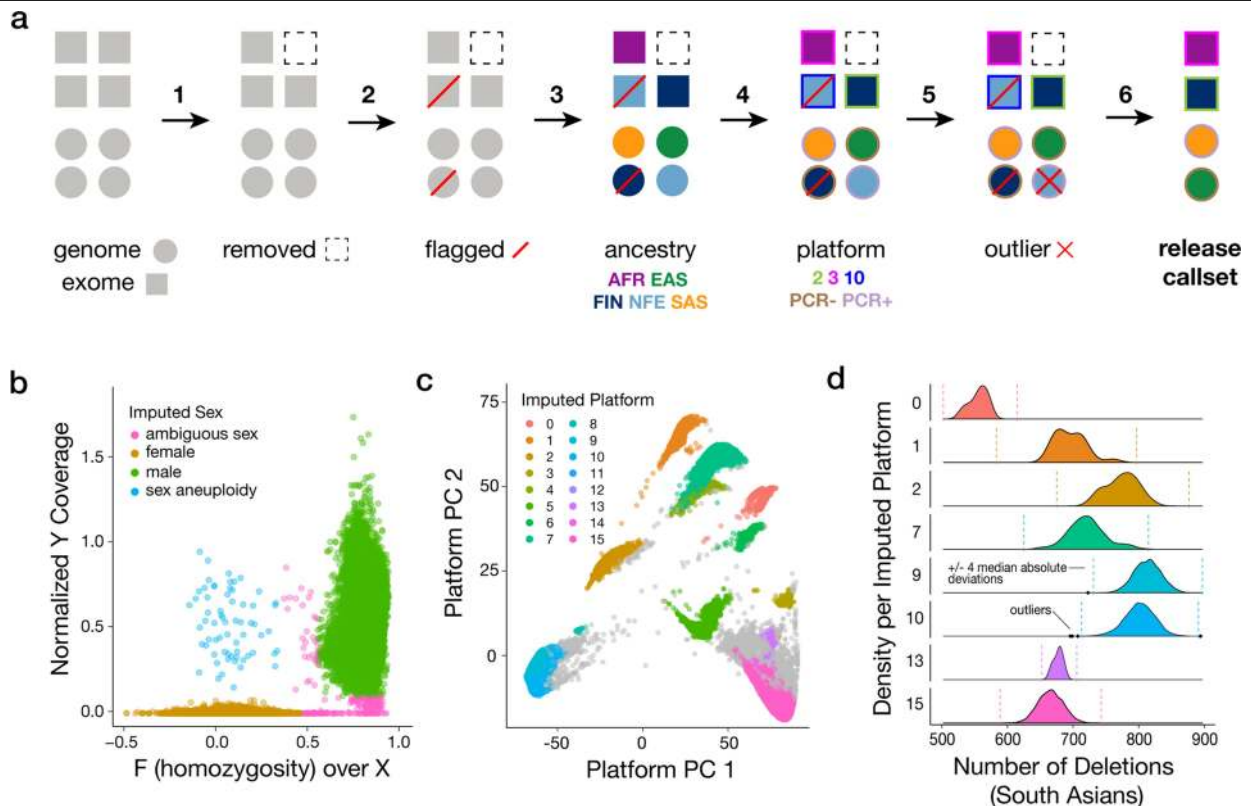 a
1 2 3 4 5 6
genome removed flagged ancestry platform outlier release
exome AFR EAS 2 3 10 callset
FIN NFE SAS PCR- PCR+
b
Normalized Y Coverage
Imputed Sex
ambiguous sex
female
male
sex aneuploidy
1.5
1.0
0.5
0.0
−0.5 0.0 0.5 1.0
F (homozygosity) over X
c
Platform PC 2
Imputed Platform
0 8
1 9
2 10
3 11
4 12
5 13
6 14
7 15
75
50
25
0
-50 0 50
Platform PC 1
d
Density per Imputed Platform
0
1
2
7
9
10
13
15
+/- 4 median absolute
deviations
outliers
500 600 700 800 900
Number of Deletions
(South Asians)